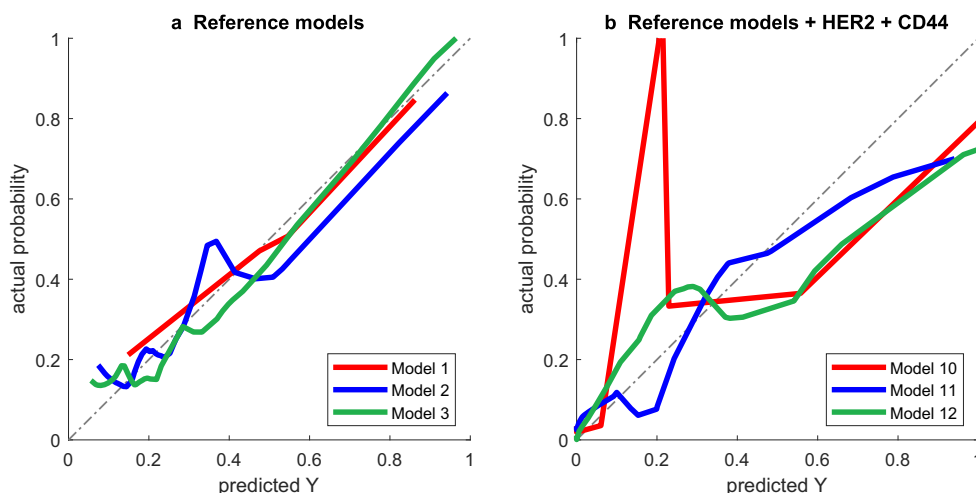 a Reference models
1
0.8
0.6
0.4
0.2
0
0 0.2 0.4 0.6 0.8 1
actual probability
predicted Y
Model 1
Model 2
Model 3
b Reference models + HER2 + CD44
1
0.8
0.6
0.4
0.2
0
0 0.2 0.4 0.6 0.8 1
actual probability
predicted Y
Model 10
Model 11
Model 12